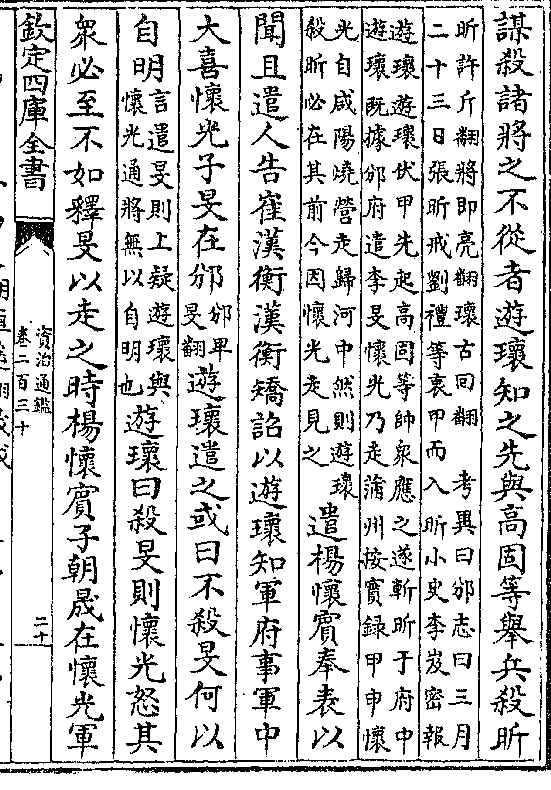 謀殺諸將之不從者遊瓌知之先與高固等舉兵殺昕
昕許斤翻將即亮翻瓌古回翻　考異曰邠志曰三月
二十三日張昕戒劉禮等衷甲而入昕小史李岌密報
遊瓌遊瓌伏甲先起高固等帥衆應之遂斬昕于府中
遊瓌既據邠府遣李旻懷光乃走蒲州按實録甲申懷
光自咸陽燒營走歸河中然則遊瓌
殺昕必在其前今因懷光走見之
遣楊懷賓奉表以
聞且遣人告崔漢衡漢衡矯詔以遊瓌知軍府事軍中
大喜懷光子旻在邠
邠卑
旻翻
遊瓌遣之或曰不殺旻何以
自明
言遣旻則上疑遊瓌與
懷光通將無以自明也
遊瓌曰殺旻則懷光怒其
衆必至不如釋旻以走之時楊懷賓子朝晟在懷光軍
欽定四庫全書
資治通鑑
卷二百三十
二十